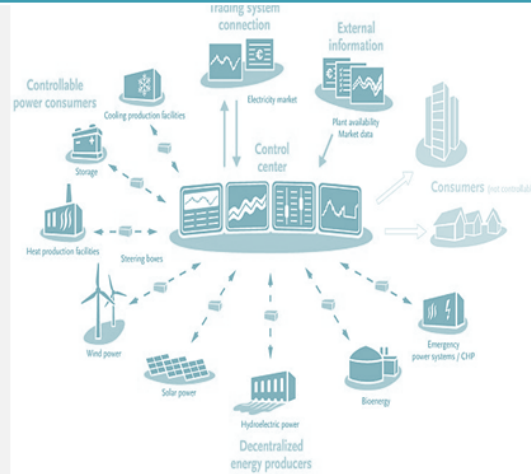 Trading system
connection
External
information
Controllable
power consumers
Cooling production facilities
Electricity market
Plant availability
Market data
Storage
Control
center
Consumers (not controllable)
Heat production facilities
Steering boxes
Wind power
Solar power
Hydroelectric power
Bioenergy
Emergency
power systems / CHP
Decentralized
energy producers